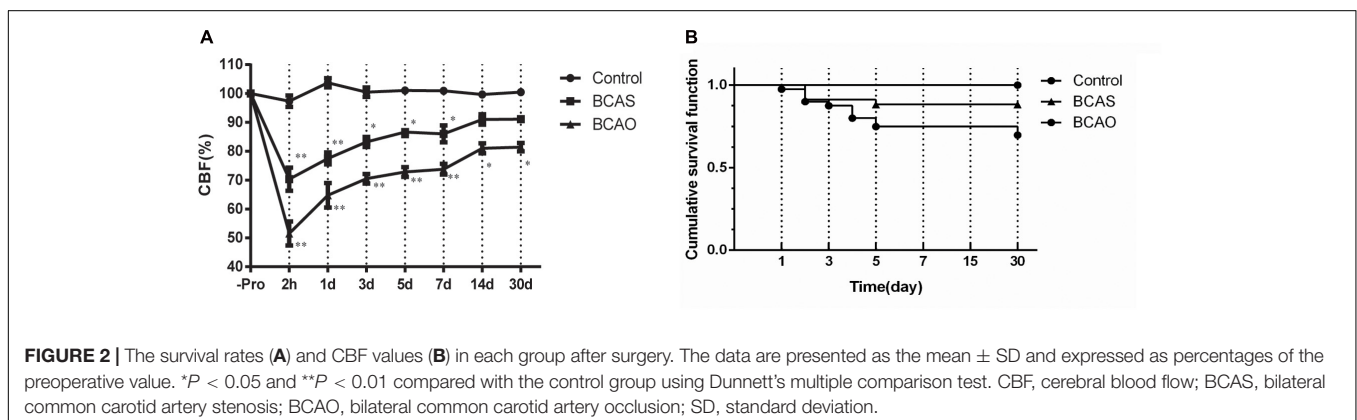 A
110
100
90
80
70
60
50
40
CBF(%)
-Pro 2h 1d 3d 5d 7d 14d 30d
** ** * * *
** ** ** ** ** * *
Control
BCAS
BCAO
B
1.0
0.5
0.0
Cumulative survival function
1 3 5 7 15 30
Time(day)
Control
BCAS
BCAO
FIGURE 2 | The survival rates (A) and CBF values (B) in each group after surgery. The data are presented as the mean ± SD and expressed as percentages of the
preoperative value. *P < 0.05 and **P < 0.01 compared with the control group using Dunnett's multiple comparison test. CBF, cerebral blood flow; BCAS, bilateral
common carotid artery stenosis; BCAO, bilateral common carotid artery occlusion; SD, standard deviation.